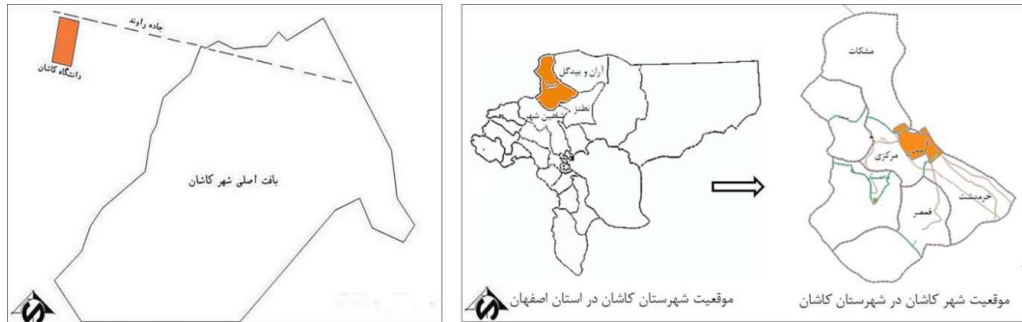 جاده راوند
دانشگاه کاشان
بافت اصلی شهر کاشان
آران و بیدگل
نطنز
شاهین شهر
موقعیت شهرستان کاشان در استان اصفهان
مشکات
مرکزی
خرمدشت
قمصر
موقعیت شهر کاشان در شهرستان کاشان